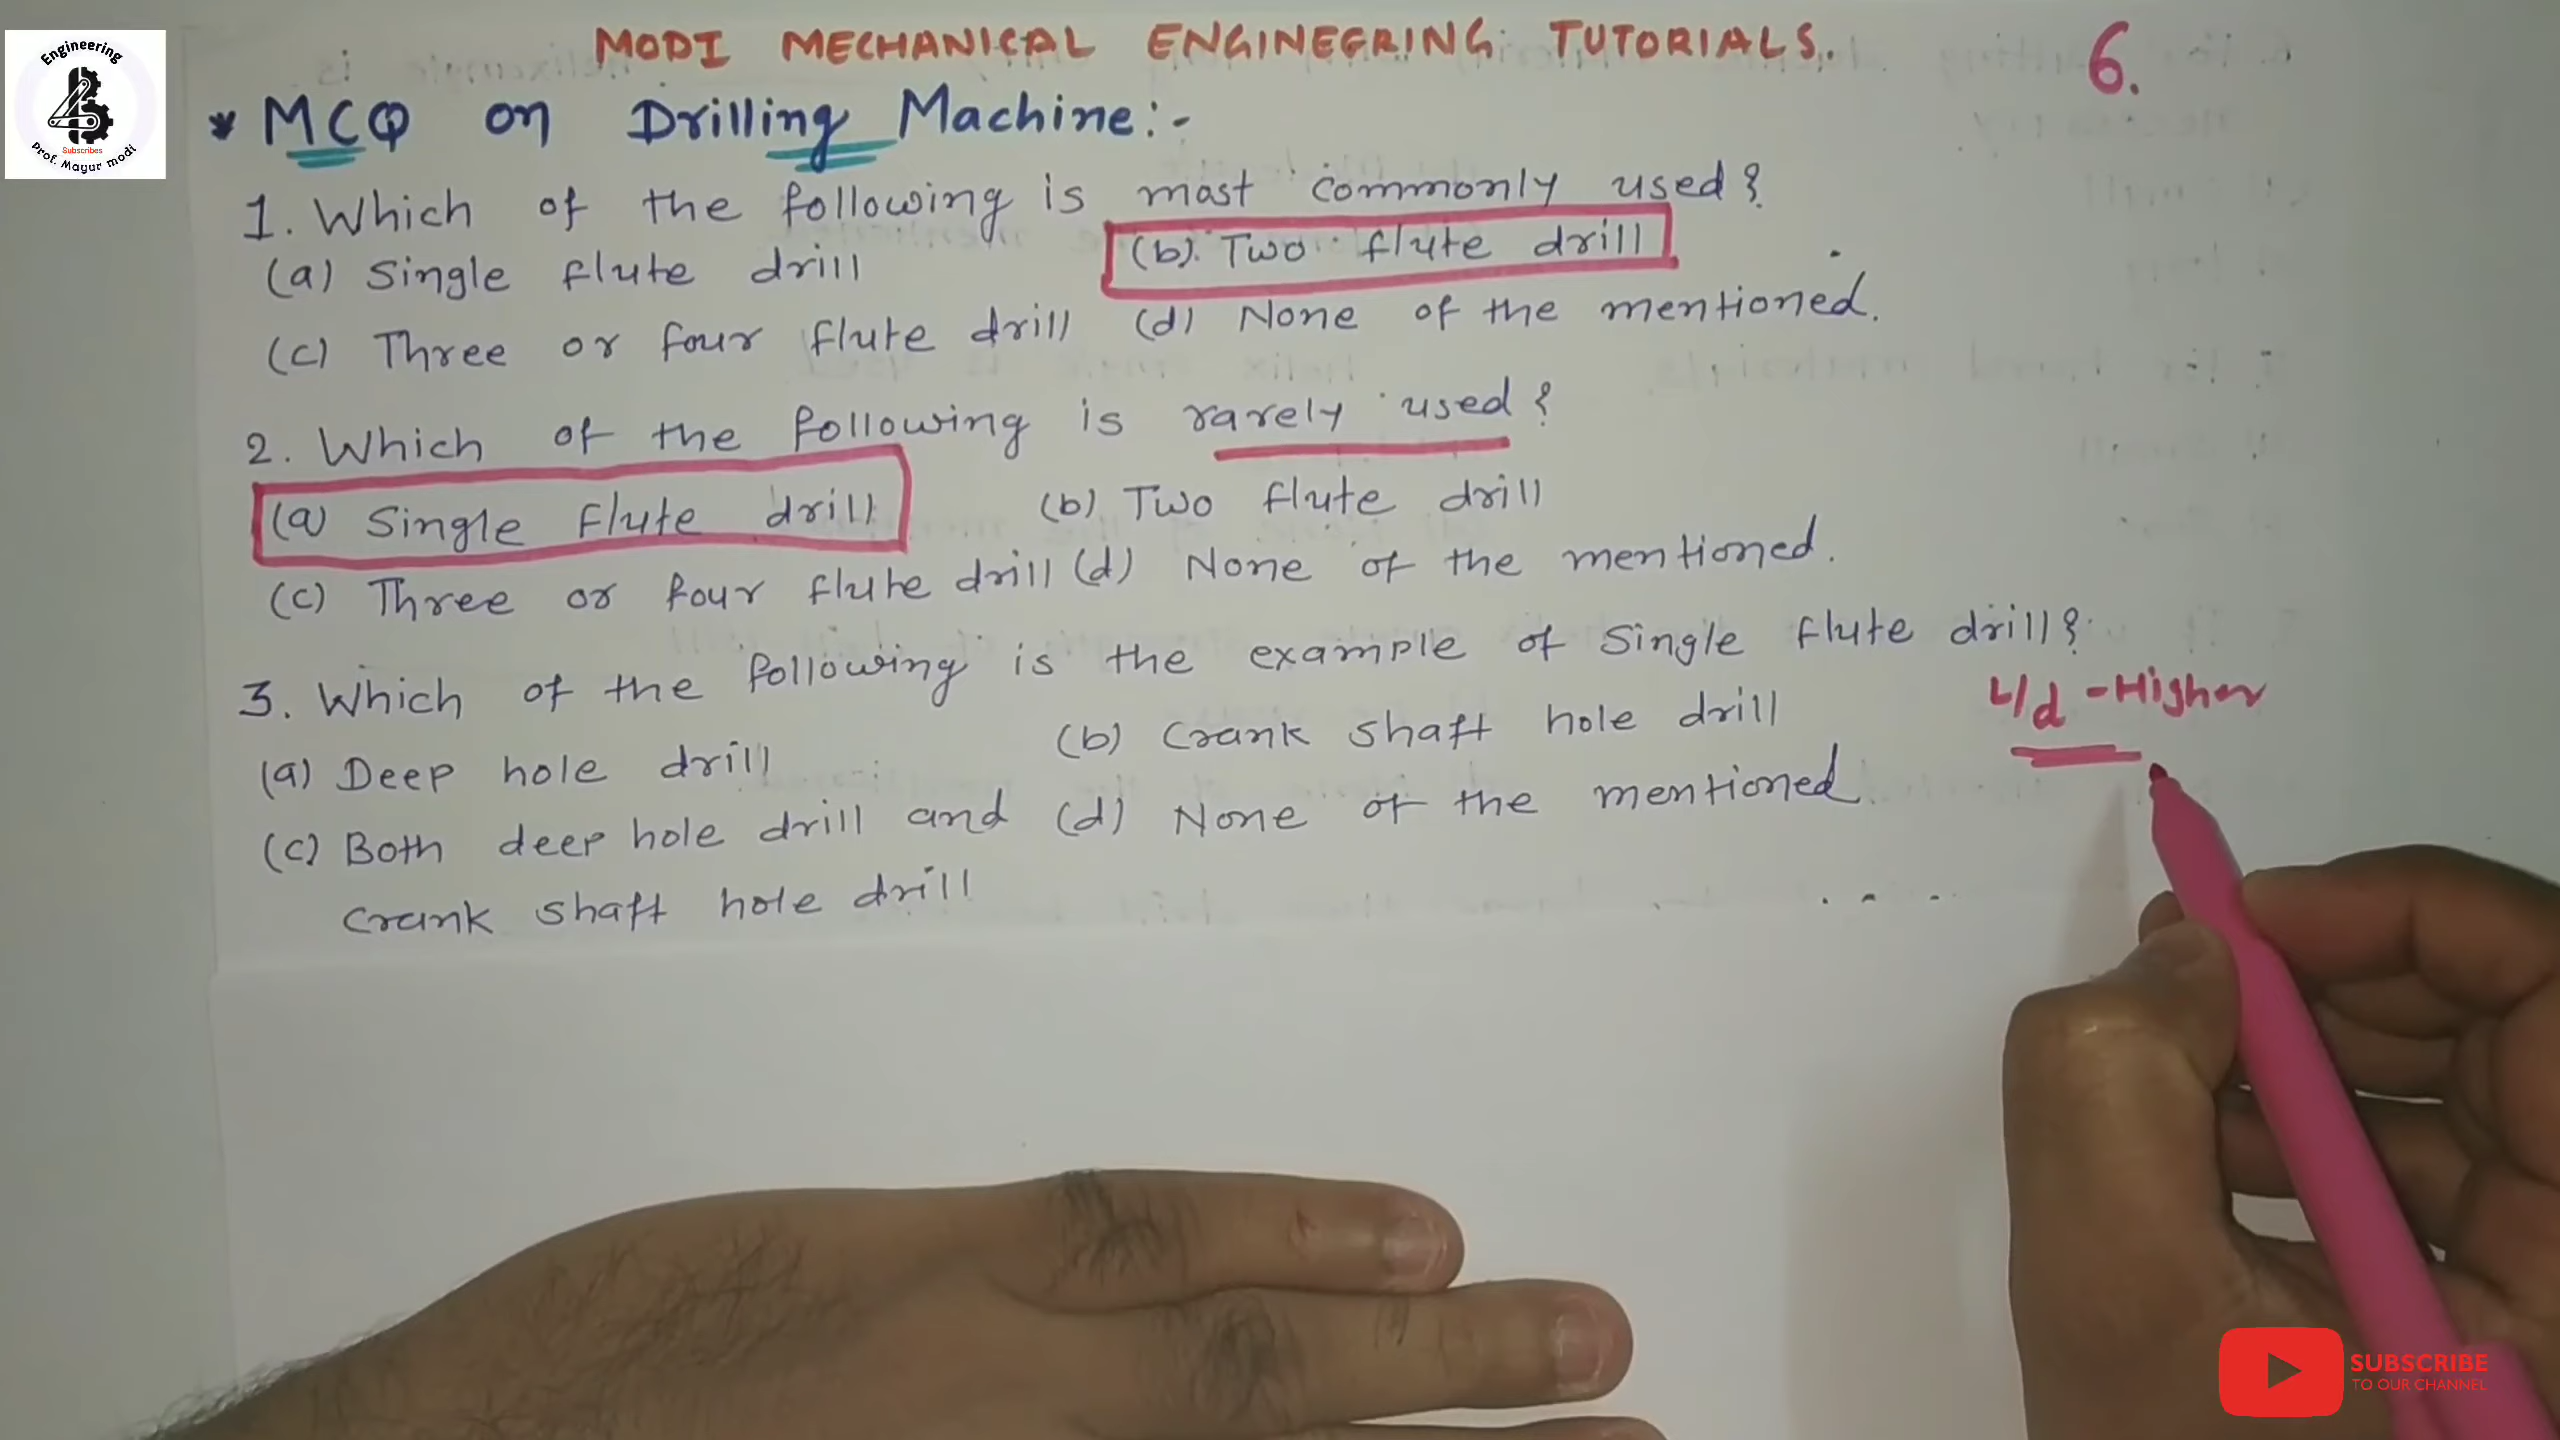 MODI MECHANICAL ENGINEERING TUTORIALS.
6.
Engineering
Subscribes
Prof. Mayur modi
* MCQ on Drilling Machine:-
1. Which of the following is most commonly used?
(a) Single flute drill (b). Two flute drill
(c) Three or four flute drill (d) None of the mentioned.
2. Which of the following is rarely used?
(a) Single flute drill (b) Two flute drill
(c) Three or four flute drill (d) None of the mentioned.
3. Which of the following is the example of Single flute drill?
L/d - Higher
(a) Deep hole drill (b) Crank shaft hole drill
(c) Both deep hole drill and (d) None of the mentioned
Crank shaft hole drill
SUBSCRIBE
TO OUR CHANNEL